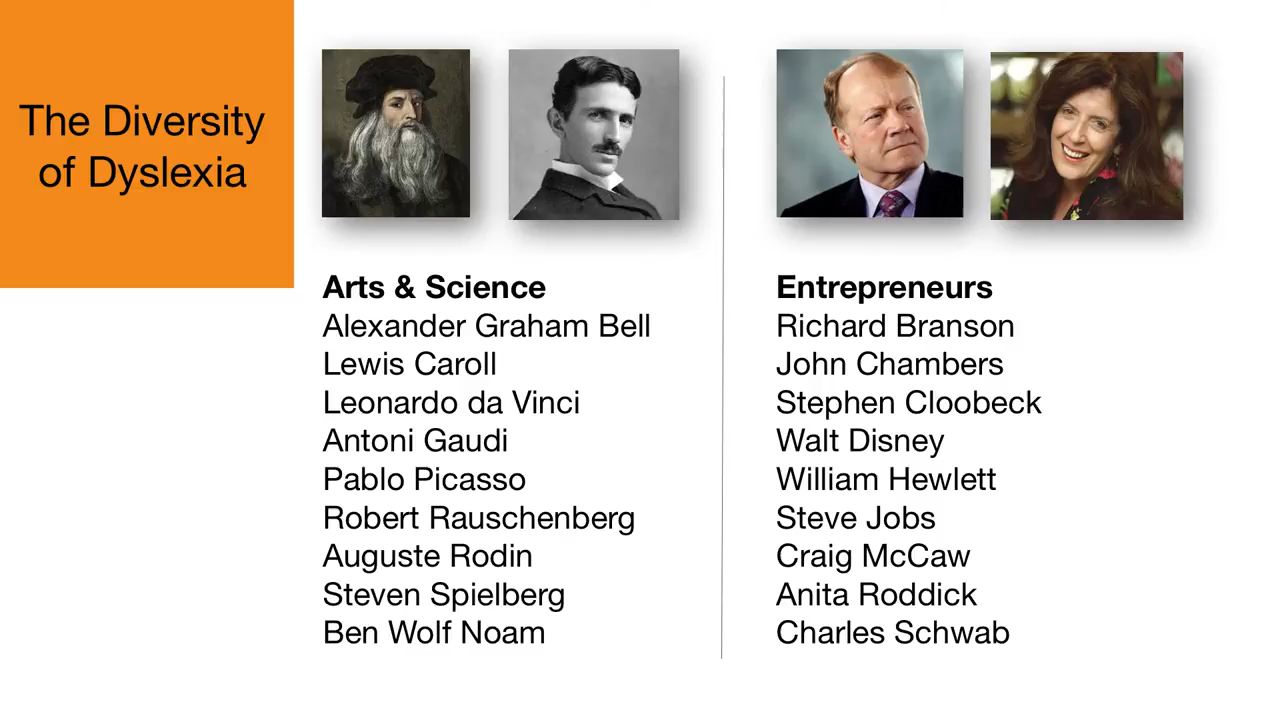 The Diversity
of Dyslexia
Arts & Science
Alexander Graham Bell
Lewis Caroll
Leonardo da Vinci
Antoni Gaudi
Pablo Picasso
Robert Rauschenberg
Auguste Rodin
Steven Spielberg
Ben Wolf Noam
Entrepreneurs
Richard Branson
John Chambers
Stephen Cloobeck
Walt Disney
William Hewlett
Steve Jobs
Craig McCaw
Anita Roddick
Charles Schwab